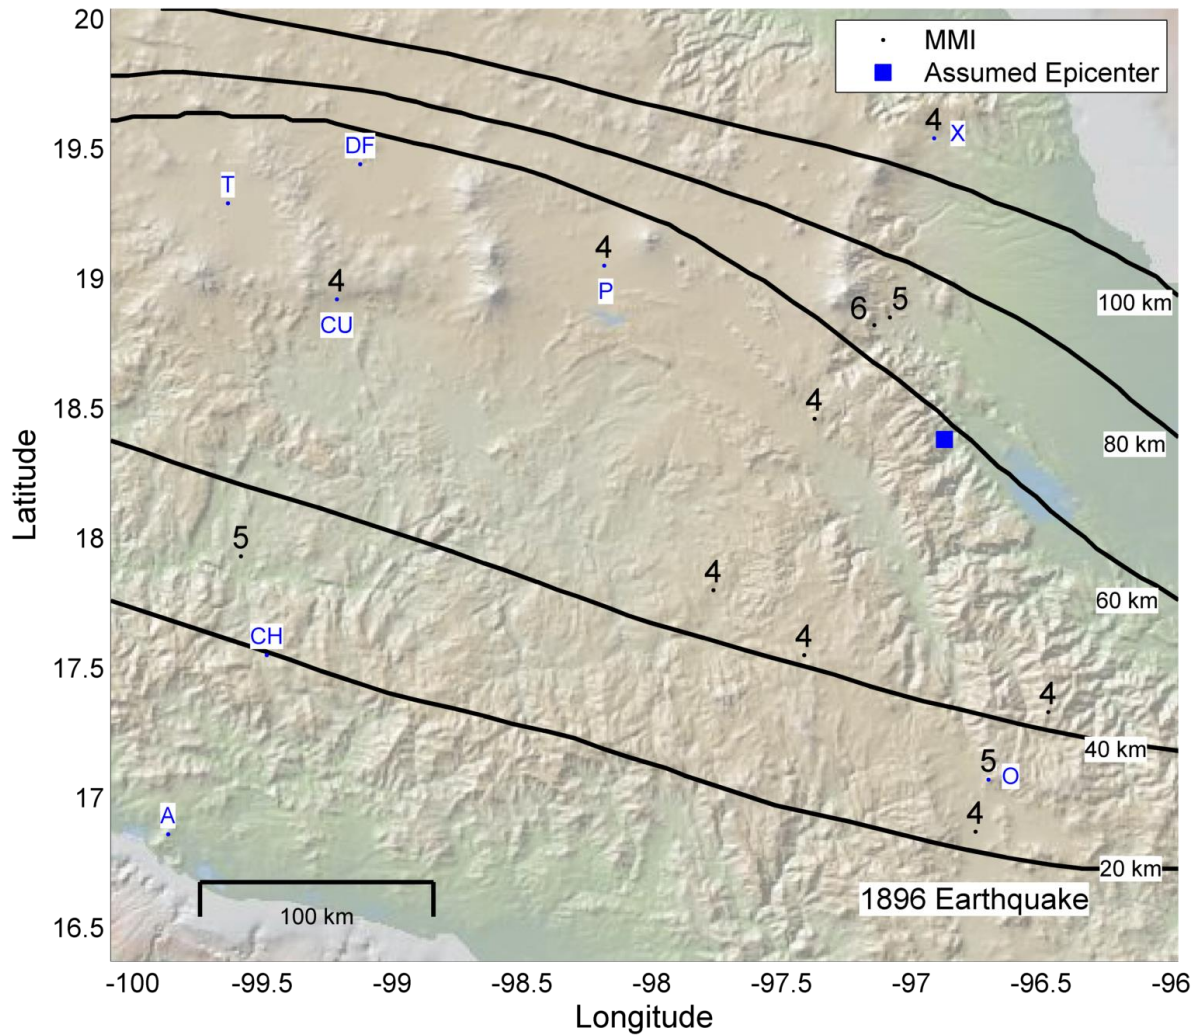 20
19.5
19
18.5
18
17.5
17
16.5
Latitude
MMI
Assumed Epicenter
4 X
DF
T
4
4
P
CU
6 5
100 km
4
80 km
5
4
60 km
CH
4
4
40 km
5 O
4
A
20 km
100 km
1896 Earthquake
-100 -99.5 -99 -98.5 -98 -97.5 -97 -96.5 -96
Longitude